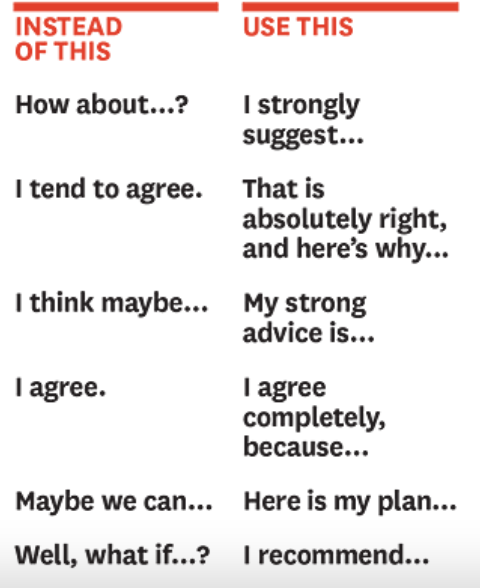 INSTEAD
OF THIS
USE THIS
How about...?
I strongly
suggest...
I tend to agree.
That is
absolutely right,
and here's why...
I think maybe...
My strong
advice is...
I agree.
I agree
completely,
because...
Maybe we can...
Here is my plan...
Well, what if...?
I recommend...